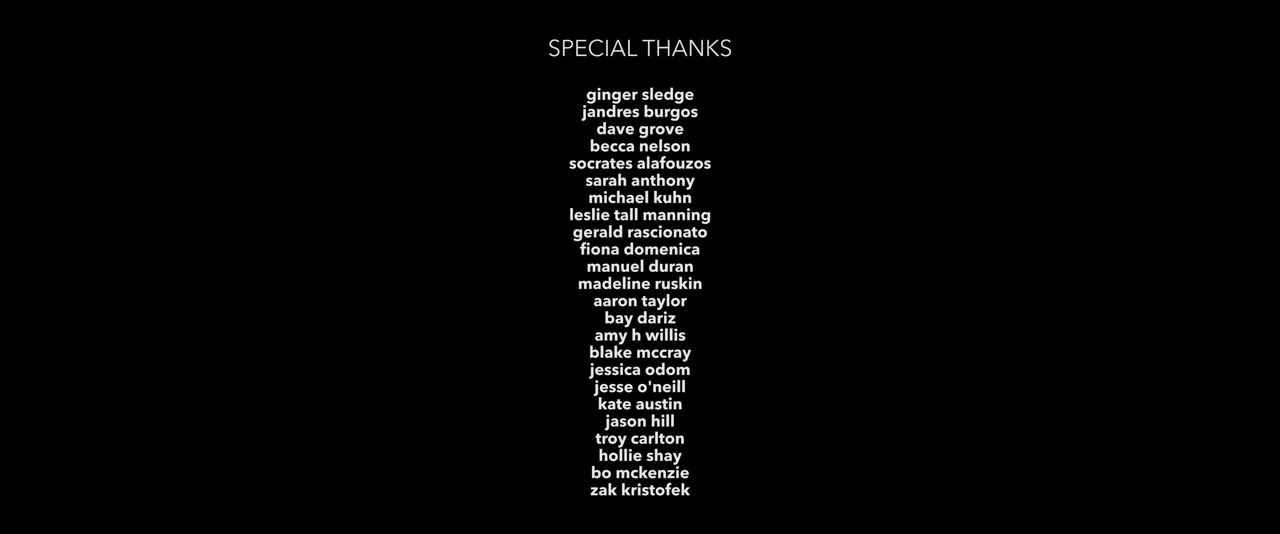 SPECIAL THANKS
ginger sledge
jandres burgos
dave grove
becca nelson
socrates alafouzos
sarah anthony
michael kuhn
leslie tall manning
gerald rascionato
fiona domenica
manuel duran
madeline ruskin
aaron taylor
bay dariz
amy h willis
blake mccray
jessica odom
jesse o'neill
kate austin
jason hill
troy carlton
hollie shay
bo mckenzie
zak kristofek